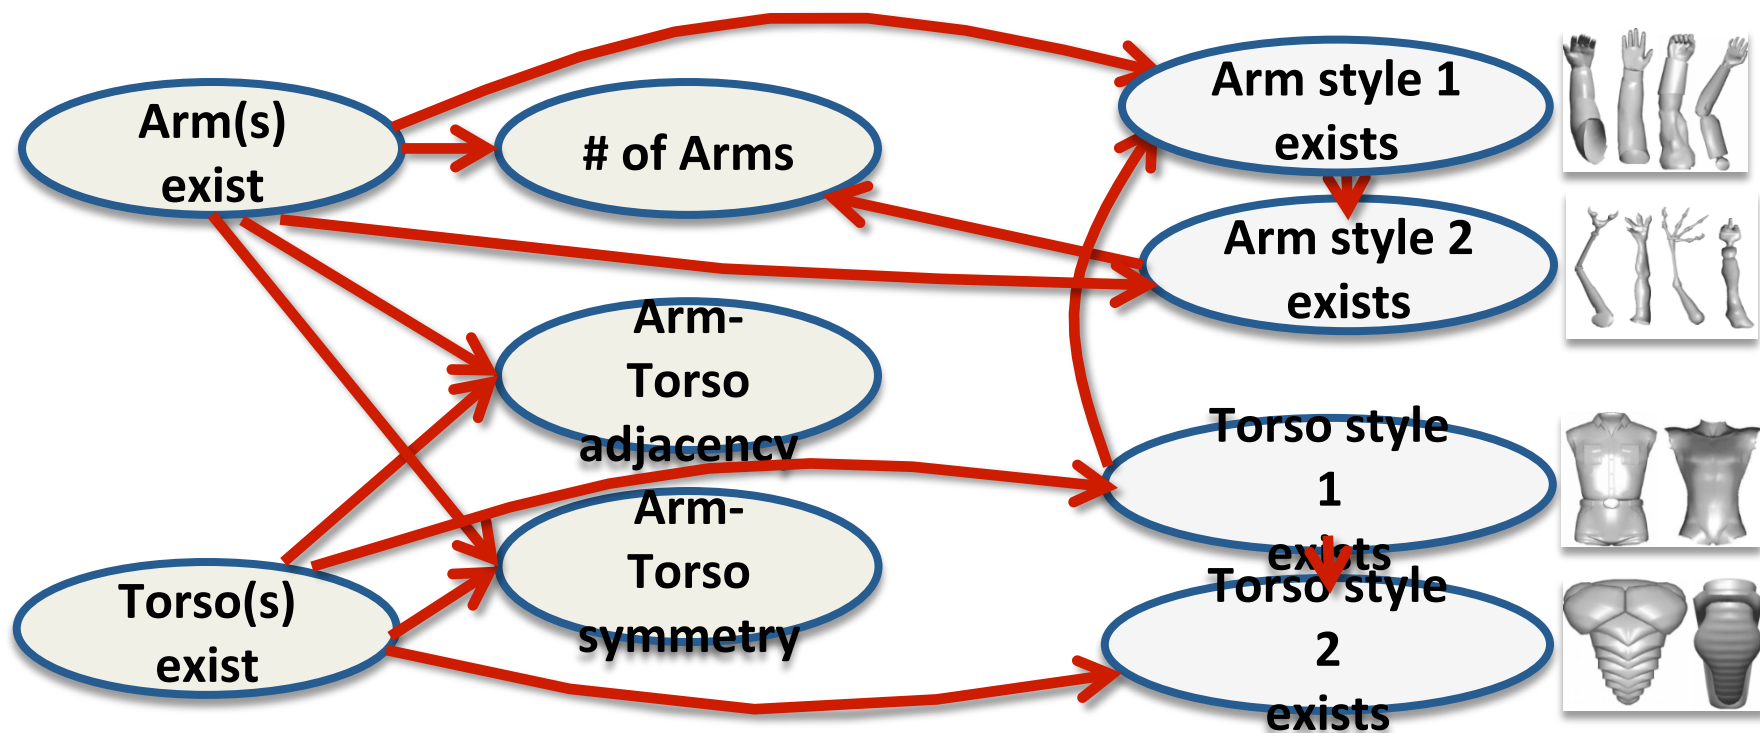 Arm(s)
exist
# of Arms
Arm style 1
exists
Arm style 2
exists
Arm-
Torso
adjacency
Torso style
1
exists
Arm-
Torso
symmetry
Torso(s)
exist
Torso style
2
exists